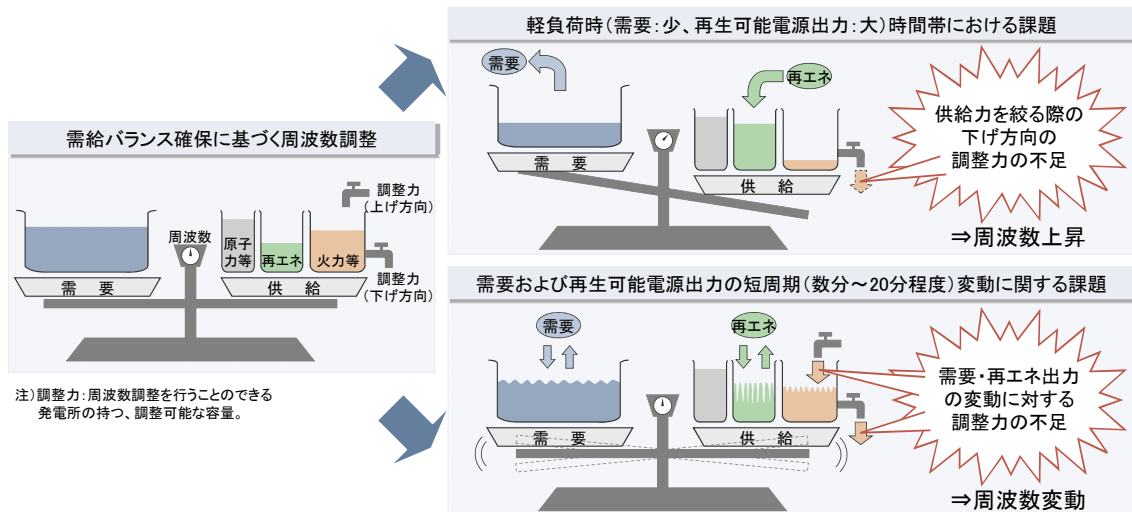 需給バランス確保に基づく周波数調整
調整力
(上げ方向)
周波数
原子
力等
再エネ
火力等
調整力
(下げ方向)
需 要
供 給
注)調整力:周波数調整を行うことのできる
発電所の持つ、調整可能な容量。
軽負荷時(需要:少、再生可能電源出力:大)時間帯における課題
需要
再エネ
需 要
供 給
供給力を絞る際の
下げ方向の
調整力の不足
⇒周波数上昇
需要および再生可能電源出力の短周期(数分~20分程度)変動に関する課題
需要
再エネ
需 要
供 給
需要・再エネ出力
の変動に対する
調整力の不足
⇒周波数変動